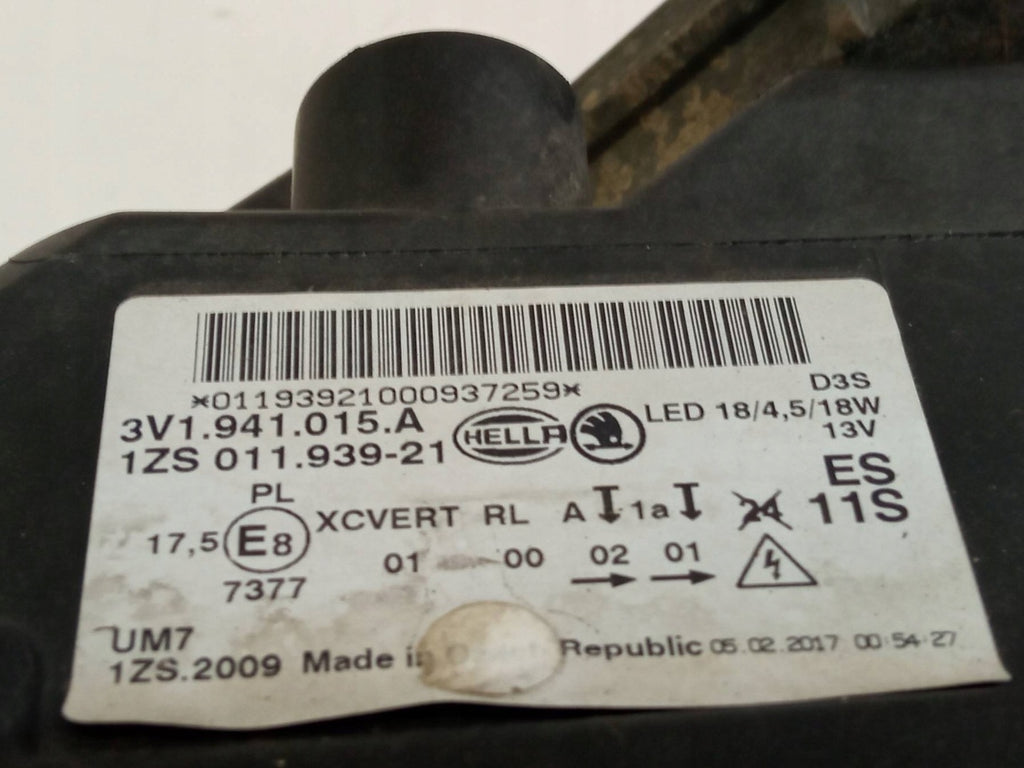 *01193921000937259*
3V1.941.015.A
1ZS 011.939-21
HELLA
D3S
LED 18/4,5/18W
13V
ES
11S
PL
17,5 E8
7377
XCVERT RL A 1a 24
01 00 02 01
UM7
1ZS.2009 Made in Republic 05.02.2017 00:54:27